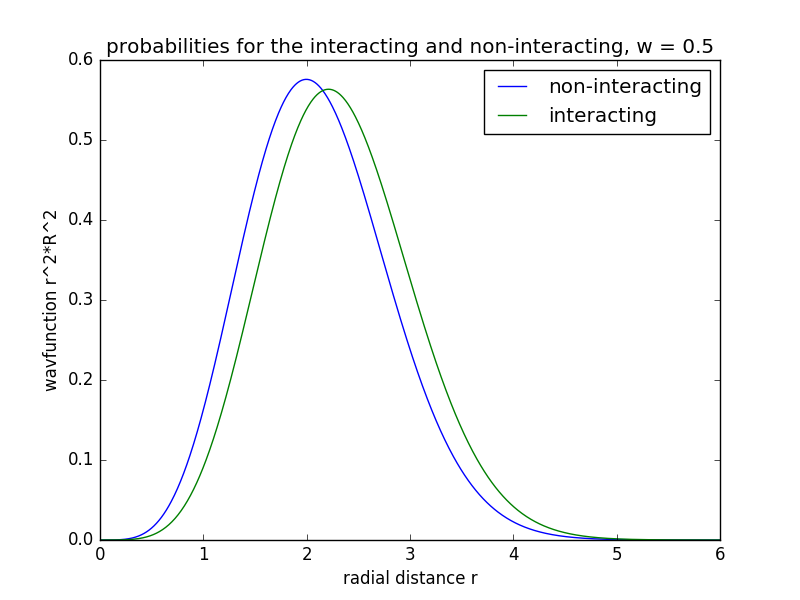 probabilities for the interacting and non-interacting, w = 0.5
non-interacting
interacting
wavfunction r^2*R^2
0.6
0.5
0.4
0.3
0.2
0.1
0.0
0 1 2 3 4 5 6
radial distance r